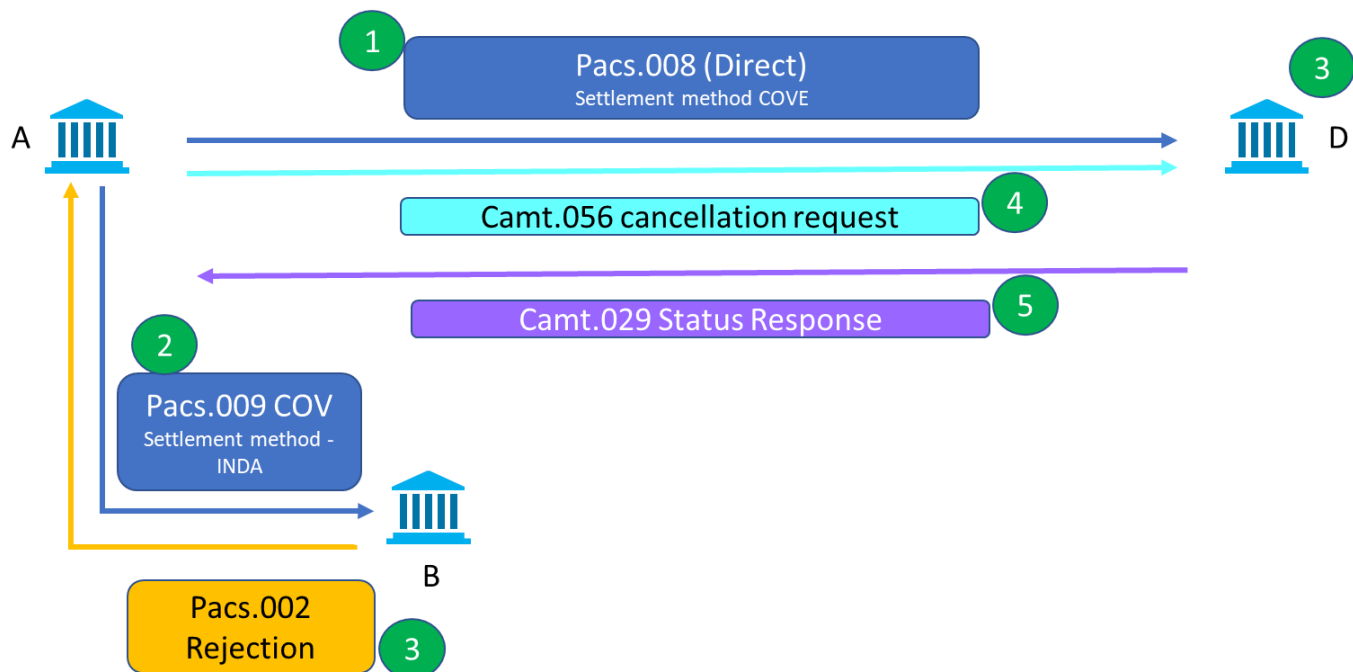 1
Pacs.008 (Direct)
Settlement method COVE
3
A
D
Camt.056 cancellation request
4
Camt.029 Status Response
5
2
Pacs.009 COV
Settlement method -
INDA
B
Pacs.002
Rejection
3